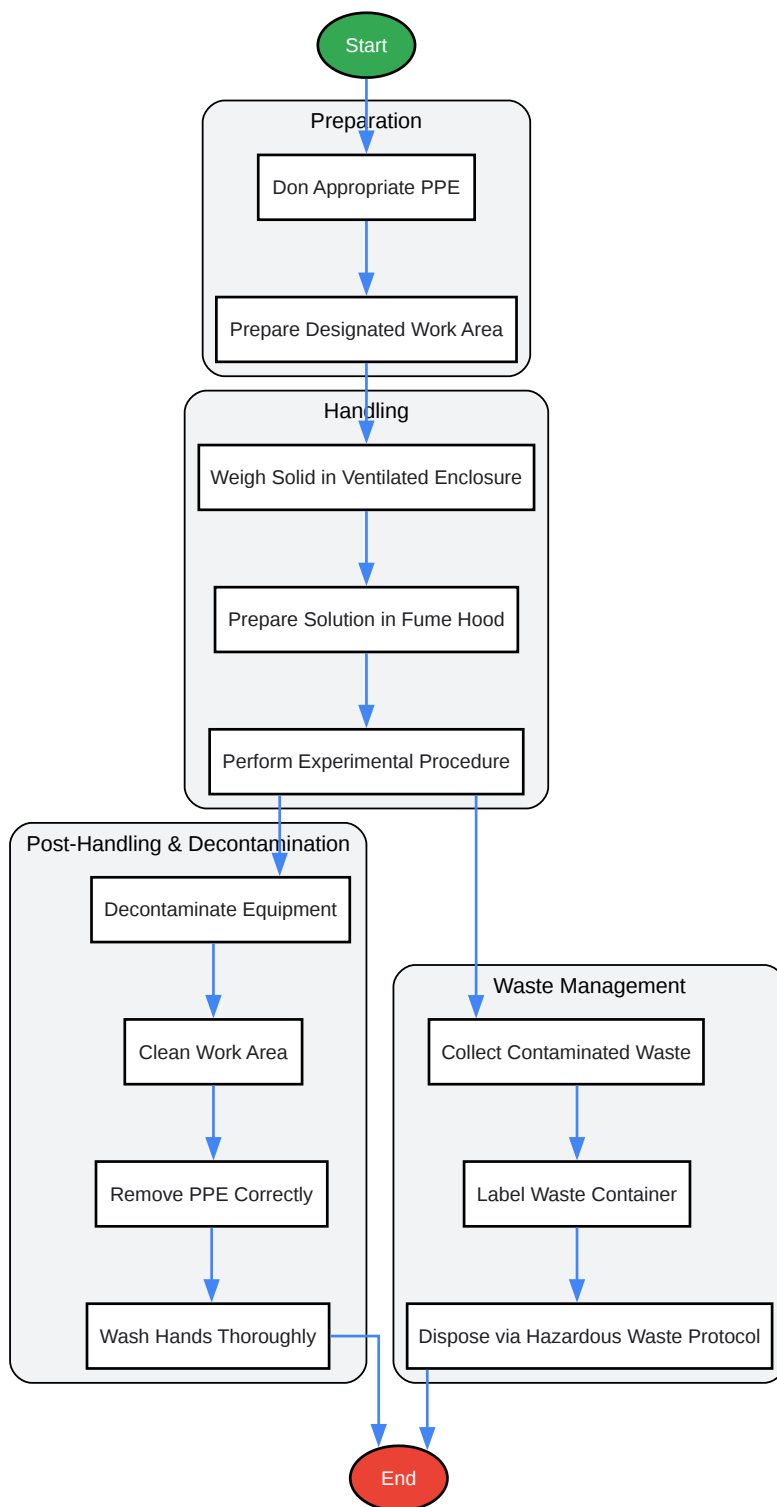 Start
Preparation
Don Appropriate PPE
Prepare Designated Work Area
Handling
Weigh Solid in Ventilated Enclosure
Prepare Solution in Fume Hood
Perform Experimental Procedure
Post-Handling & Decontamination
Decontaminate Equipment
Clean Work Area
Remove PPE Correctly
Wash Hands Thoroughly
Waste Management
Collect Contaminated Waste
Label Waste Container
Dispose via Hazardous Waste Protocol
End